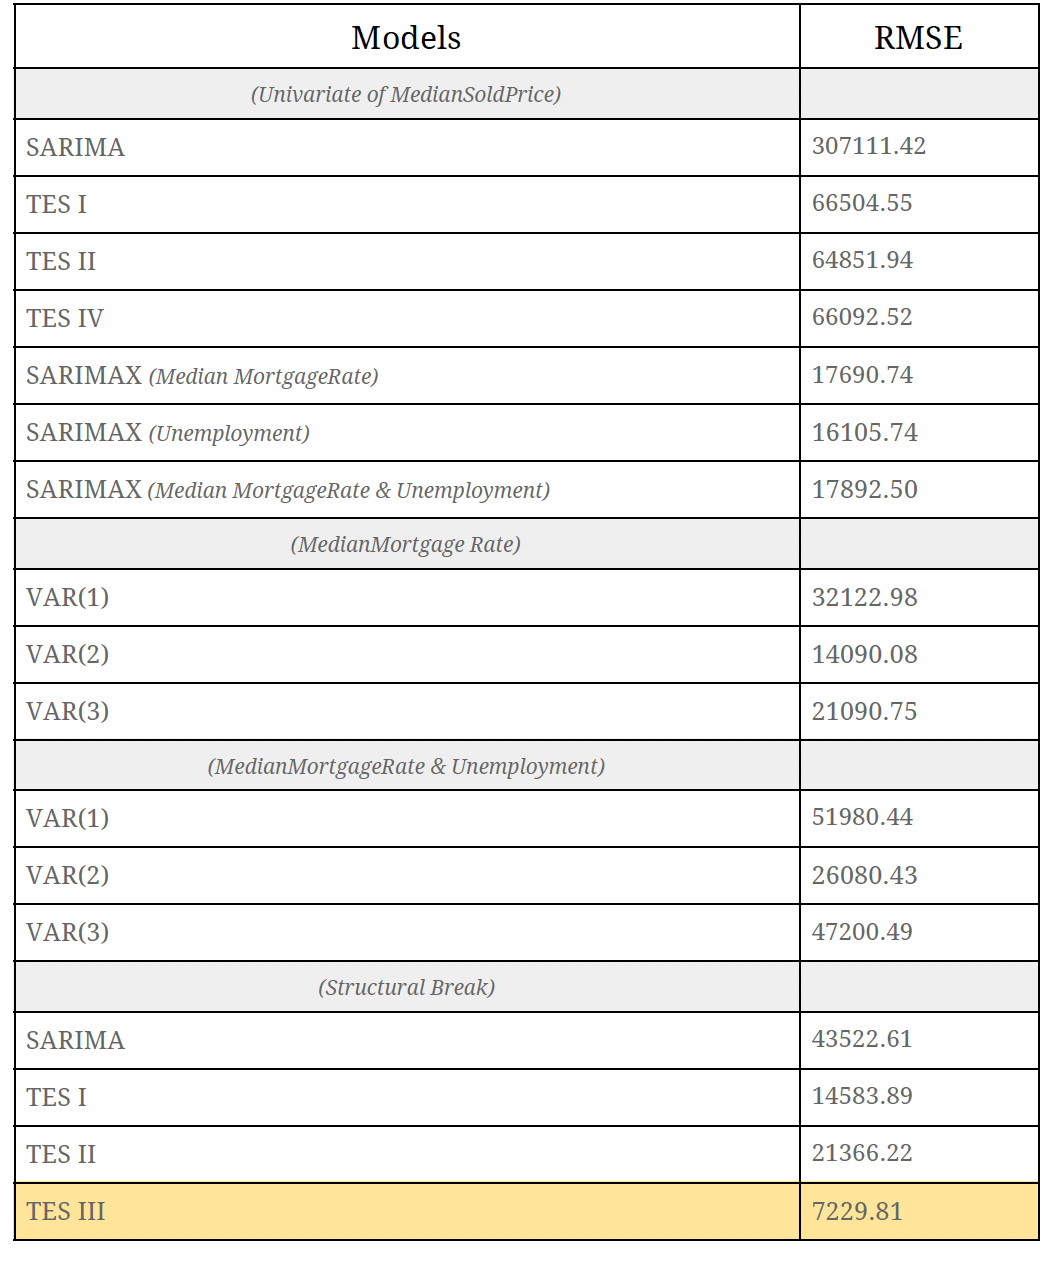 Models RMSE
(Univariate of MedianSoldPrice)
SARIMA 307111.42
TES I 66504.55
TES II 64851.94
TES IV 66092.52
SARIMAX (Median MortgageRate) 17690.74
SARIMAX (Unemployment) 16105.74
SARIMAX (Median MortgageRate & Unemployment) 17892.50
(MedianMortgage Rate)
VAR(1) 32122.98
VAR(2) 14090.08
VAR(3) 21090.75
(MedianMortgageRate & Unemployment)
VAR(1) 51980.44
VAR(2) 26080.43
VAR(3) 47200.49
(Structural Break)
SARIMA 43522.61
TES I 14583.89
TES II 21366.22
TES III 7229.81